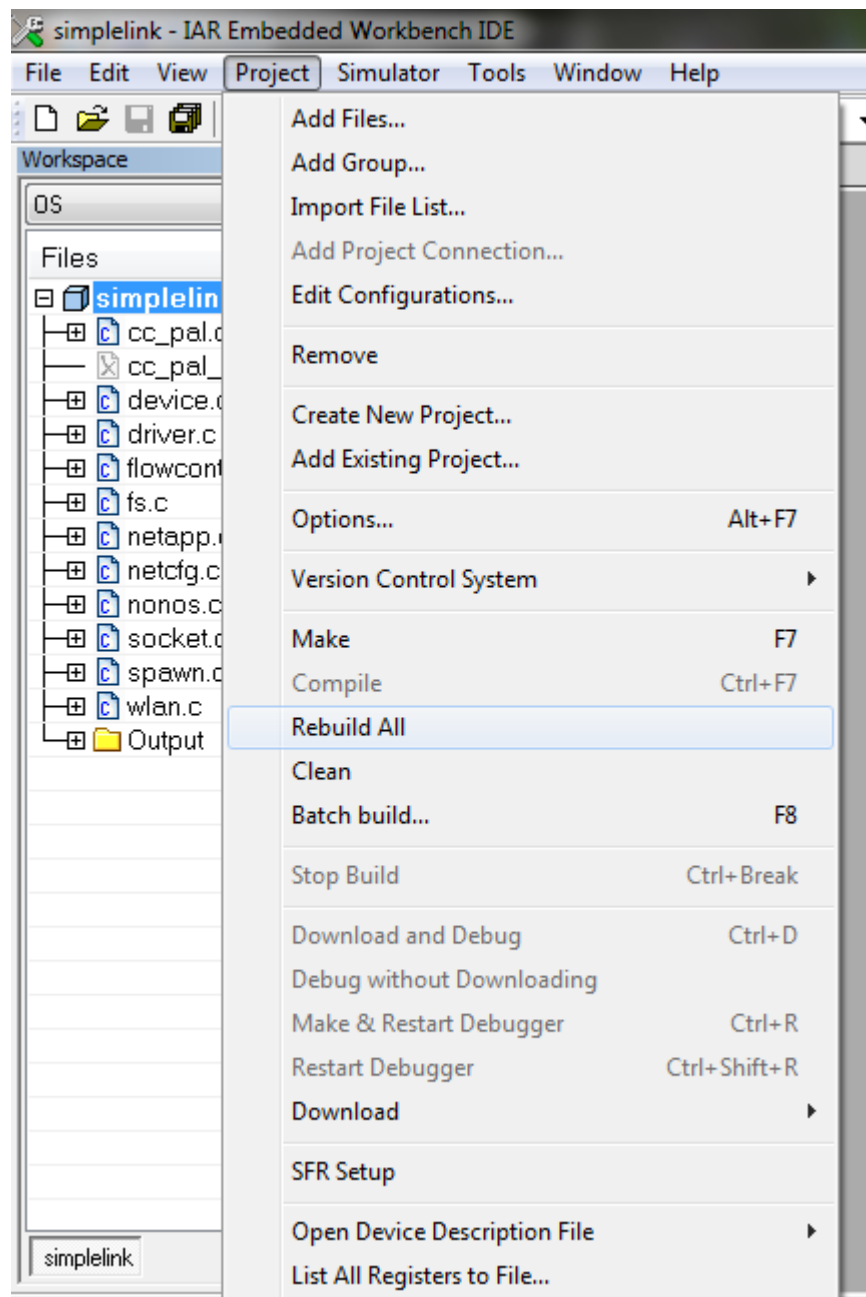 simplelink - IAR Embedded Workbench IDE
File Edit View Project Simulator Tools Window Help
Workspace
OS
Files
simplelin
cc_pal.c
cc_pal_
device.c
driver.c
flowcont
fs.c
netapp.
netcfg.c
nonos.c
socket.c
spawn.c
wlan.c
Output
simplelink
Add Files...
Add Group...
Import File List...
Add Project Connection...
Edit Configurations...
Remove
Create New Project...
Add Existing Project...
Options... Alt+F7
Version Control System
Make F7
Compile Ctrl+F7
Rebuild All
Clean
Batch build... F8
Stop Build Ctrl+Break
Download and Debug Ctrl+D
Debug without Downloading
Make & Restart Debugger Ctrl+R
Restart Debugger Ctrl+Shift+R
Download
SFR Setup
Open Device Description File
List All Registers to File...